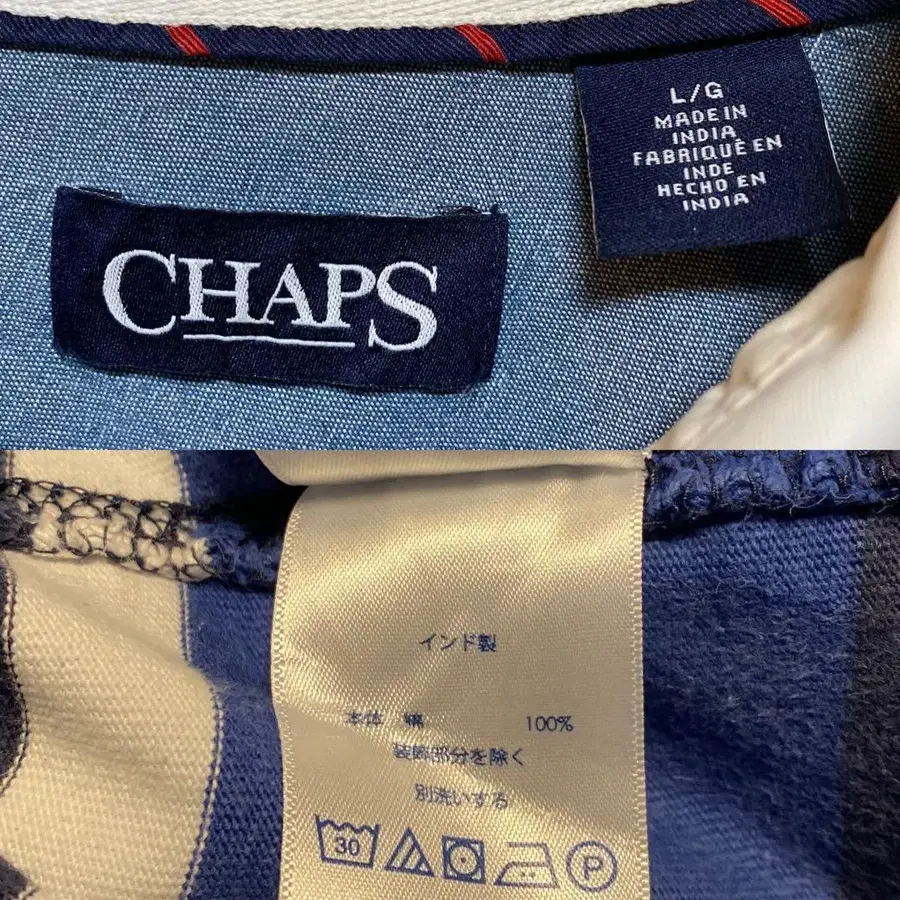 CHAPS
L/G
MADE IN
INDIA
FABRIQUÉ EN
INDE
HECHO EN
INDIA
インド製
本体 綿 100%
装飾部分を除く
別洗いする
30
P